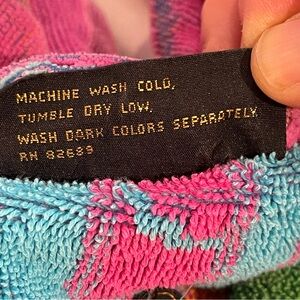 MACHINE WASH COLD,
TUMBLE DRY LOW,
WASH DARK COLORS SEPARATELY
RN 82689